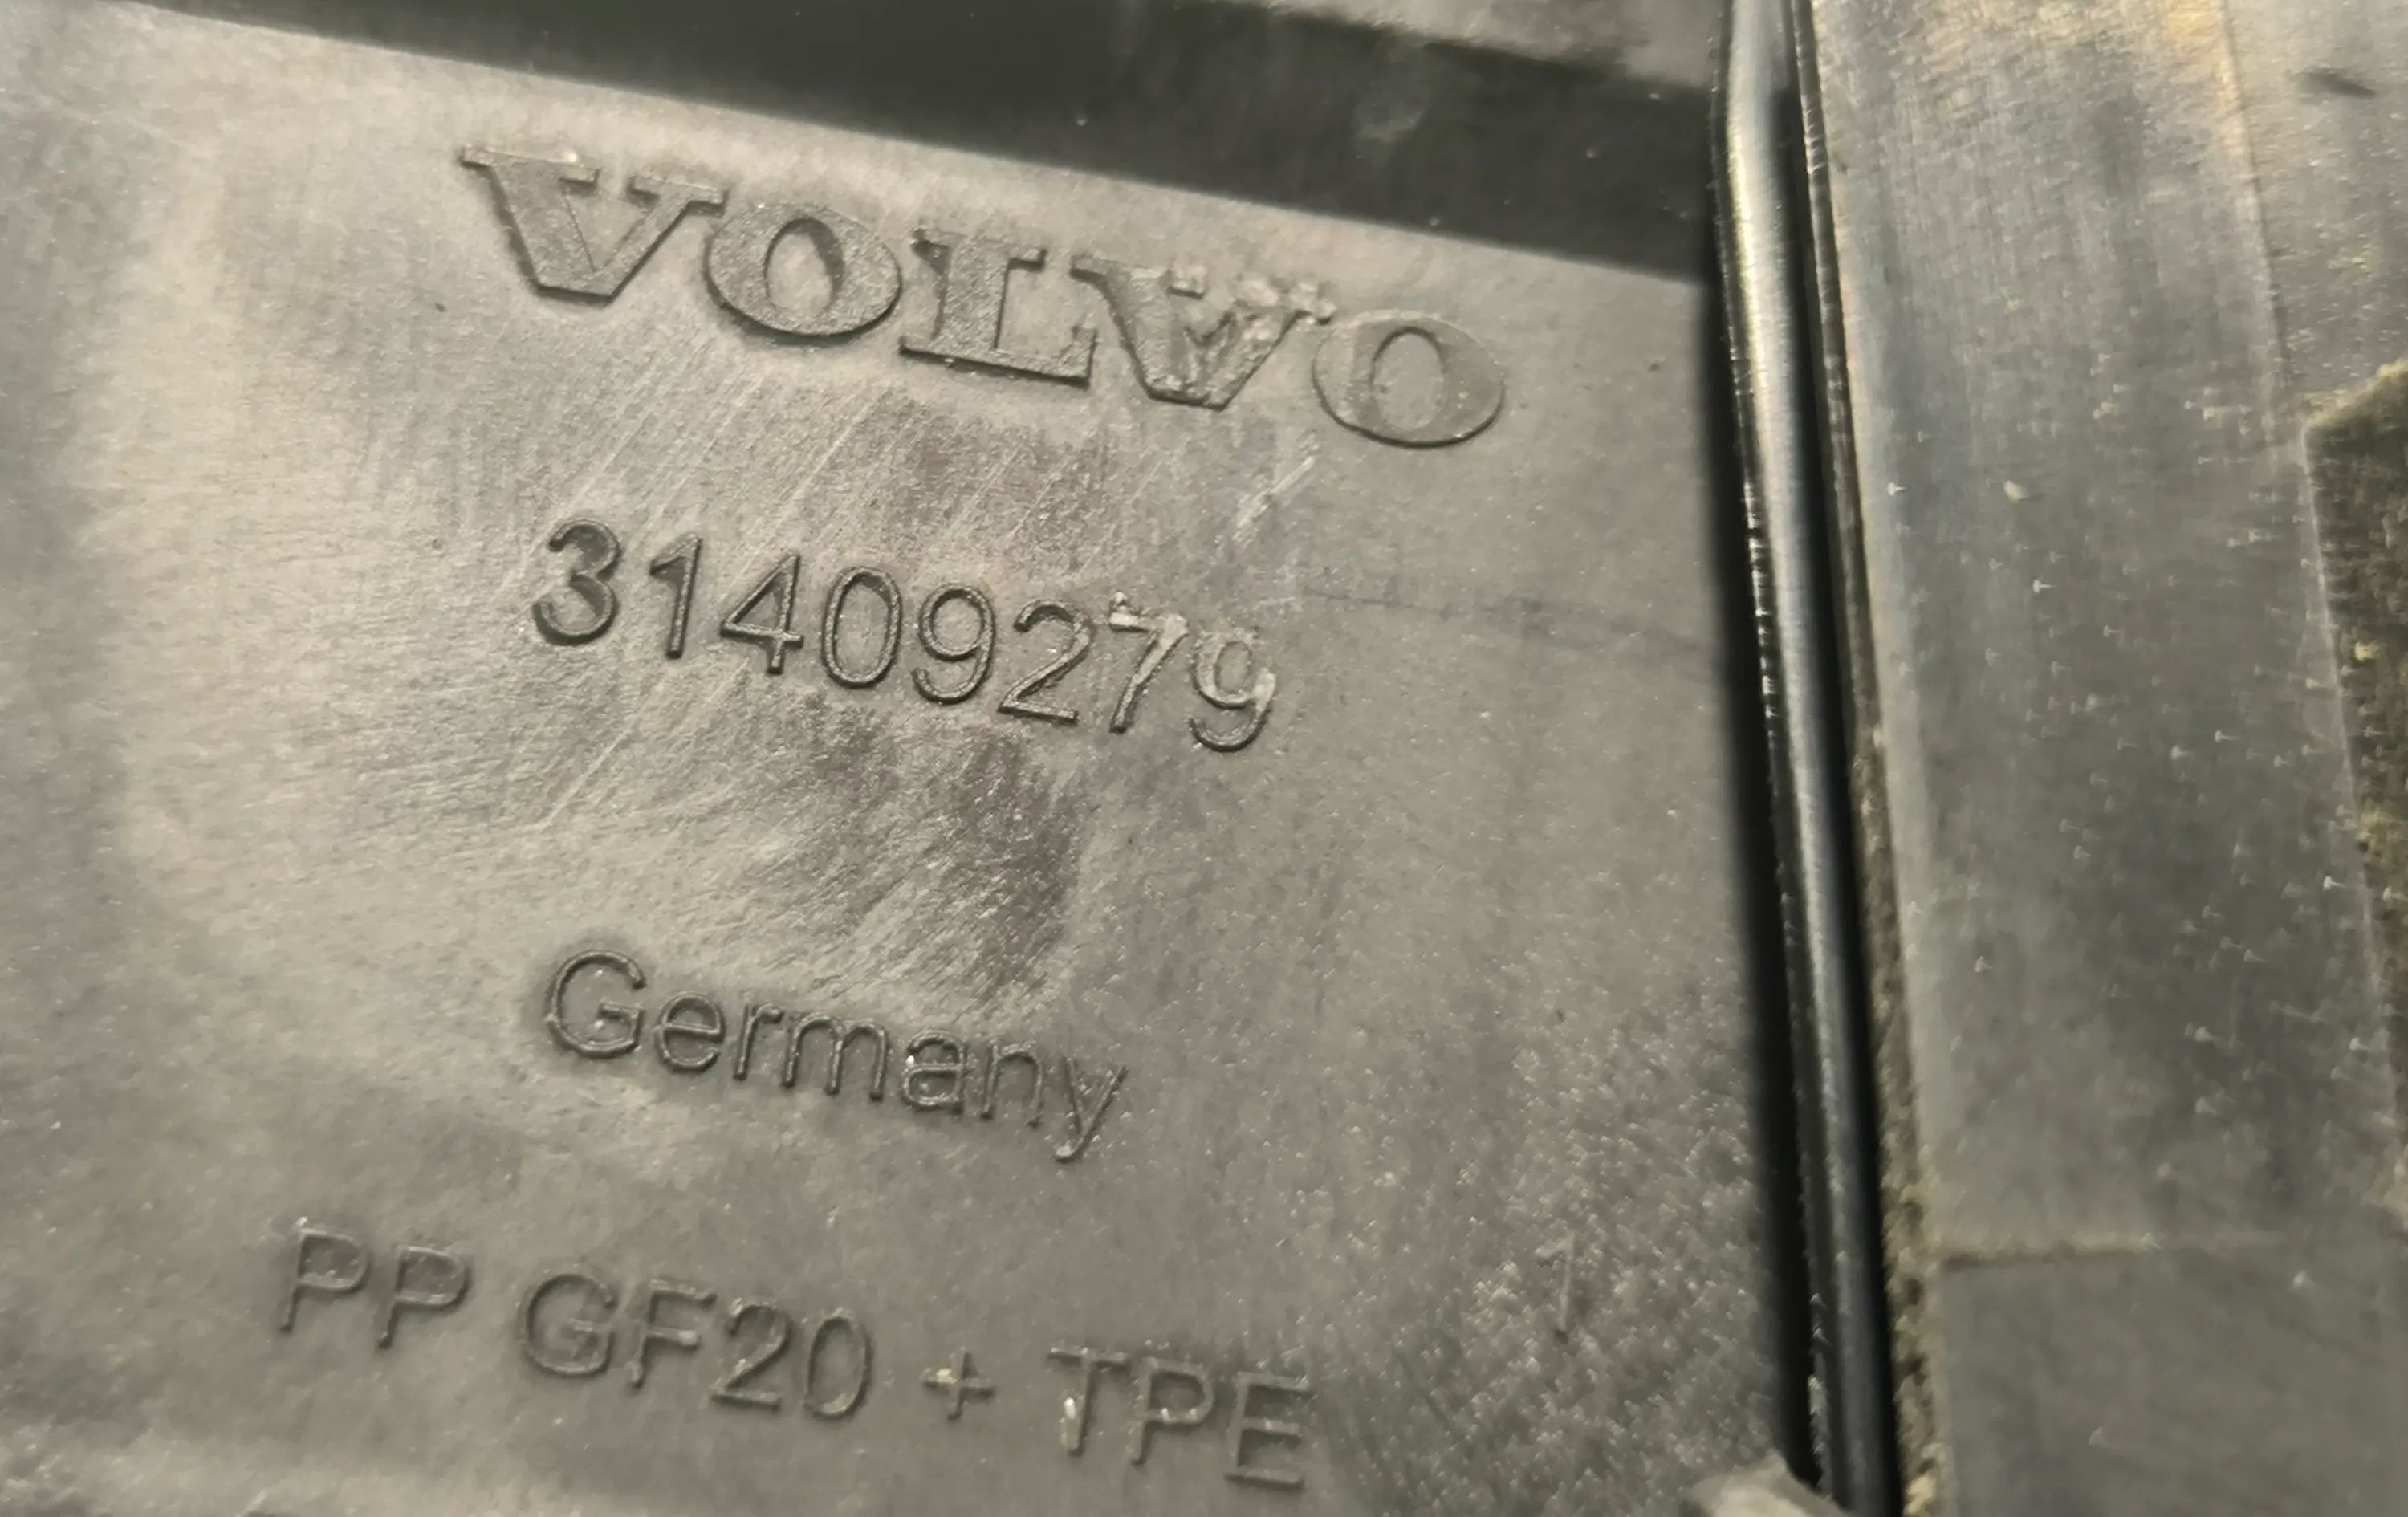 VOLVO
31409279
Germany
PP GF20 + TPE